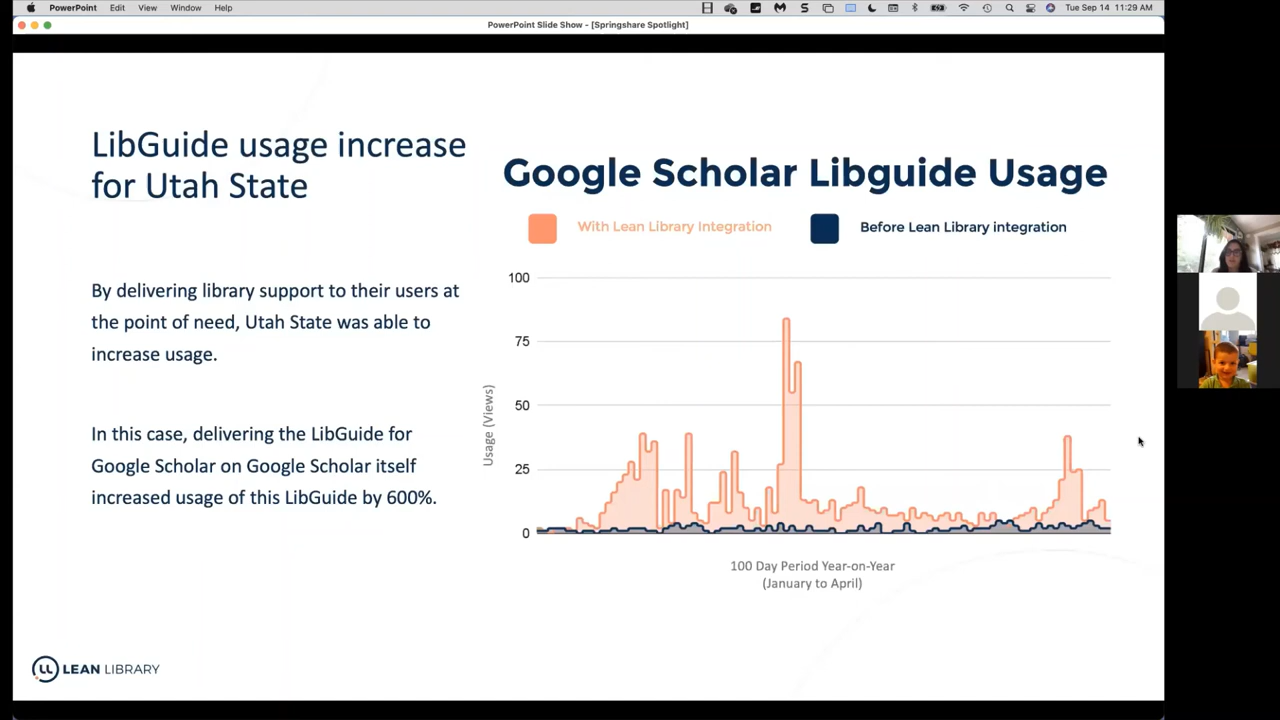 PowerPoint Edit View Window Help
Tue Sep 14 11:29 AM
PowerPoint Slide Show - [Springshare Spotlight]
LibGuide usage increase
for Utah State
By delivering library support to their users at
the point of need, Utah State was able to
increase usage.
In this case, delivering the LibGuide for
Google Scholar on Google Scholar itself
increased usage of this LibGuide by 600%.
Google Scholar Libguide Usage
With Lean Library Integration
Before Lean Library integration
100
75
50
25
0
Usage (Views)
100 Day Period Year-on-Year
(January to April)
LL LEAN LIBRARY